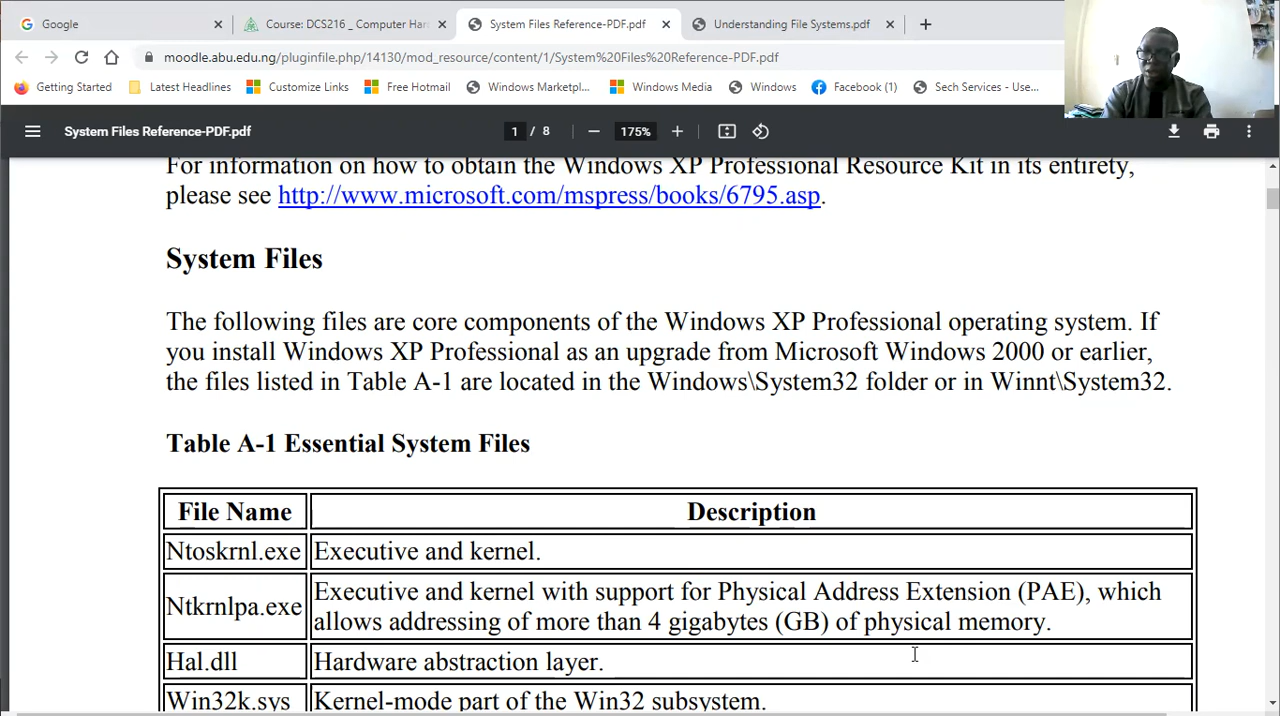 Google
Course: DCS216 _ Computer Har
System Files Reference-PDF.pdf
Understanding File Systems.pdf
moodle.abu.edu.ng/pluginfile.php/14130/mod_resource/content/1/System%20Files%20Reference-PDF.pdf
Getting Started
Latest Headlines
Customize Links
Free Hotmail
Windows Marketpl...
Windows Media
Windows
Facebook (1)
Sech Services - Use...
System Files Reference-PDF.pdf
1 / 8
175%
For information on how to obtain the Windows XP Professional Resource Kit in its entirety,
please see http://www.microsoft.com/mspress/books/6795.asp.
System Files
The following files are core components of the Windows XP Professional operating system. If
you install Windows XP Professional as an upgrade from Microsoft Windows 2000 or earlier,
the files listed in Table A-1 are located in the Windows\System32 folder or in Winnt\System32.
Table A-1 Essential System Files
File Name
Description
Ntoskrnl.exe
Executive and kernel.
Ntkrnlpa.exe
Executive and kernel with support for Physical Address Extension (PAE), which
allows addressing of more than 4 gigabytes (GB) of physical memory.
Hal.dll
Hardware abstraction layer.
Win32k.sys
Kernel-mode part of the Win32 subsystem.